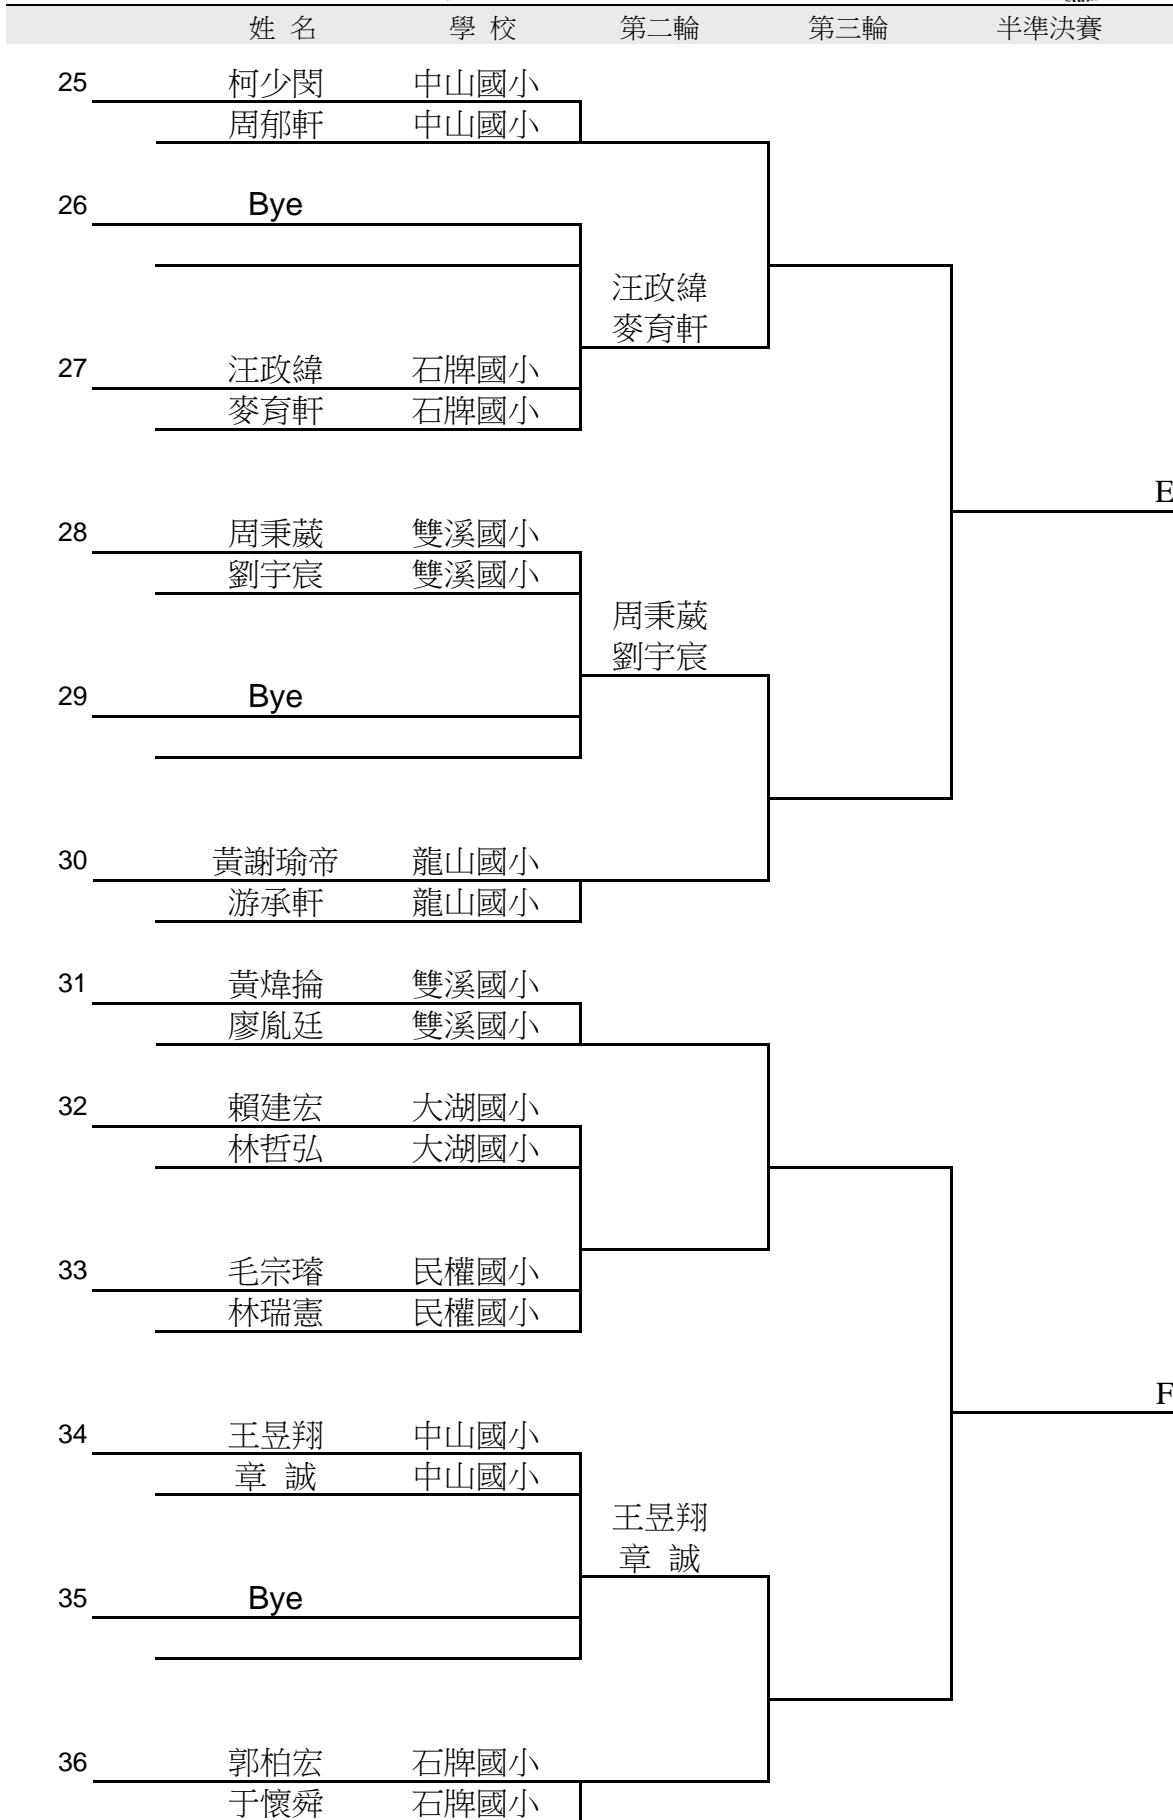 姓 名 學 校 第二輪 第三輪 半準決賽
25 柯少閔 中山國小
周郁軒 中山國小
26 Bye
汪政緯
麥育軒
27 汪政緯 石牌國小
麥育軒 石牌國小
E
28 周秉葳 雙溪國小
劉宇宸 雙溪國小
周秉葳
劉宇宸
29 Bye
30 黃謝瑜帝 龍山國小
游承軒 龍山國小
31 黃煒掄 雙溪國小
廖胤廷 雙溪國小
32 賴建宏 大湖國小
林哲弘 大湖國小
33 毛宗璿 民權國小
林瑞憲 民權國小
F
34 王昱翔 中山國小
章 誠 中山國小
王昱翔
章 誠
35 Bye
36 郭柏宏 石牌國小
于懷舜 石牌國小